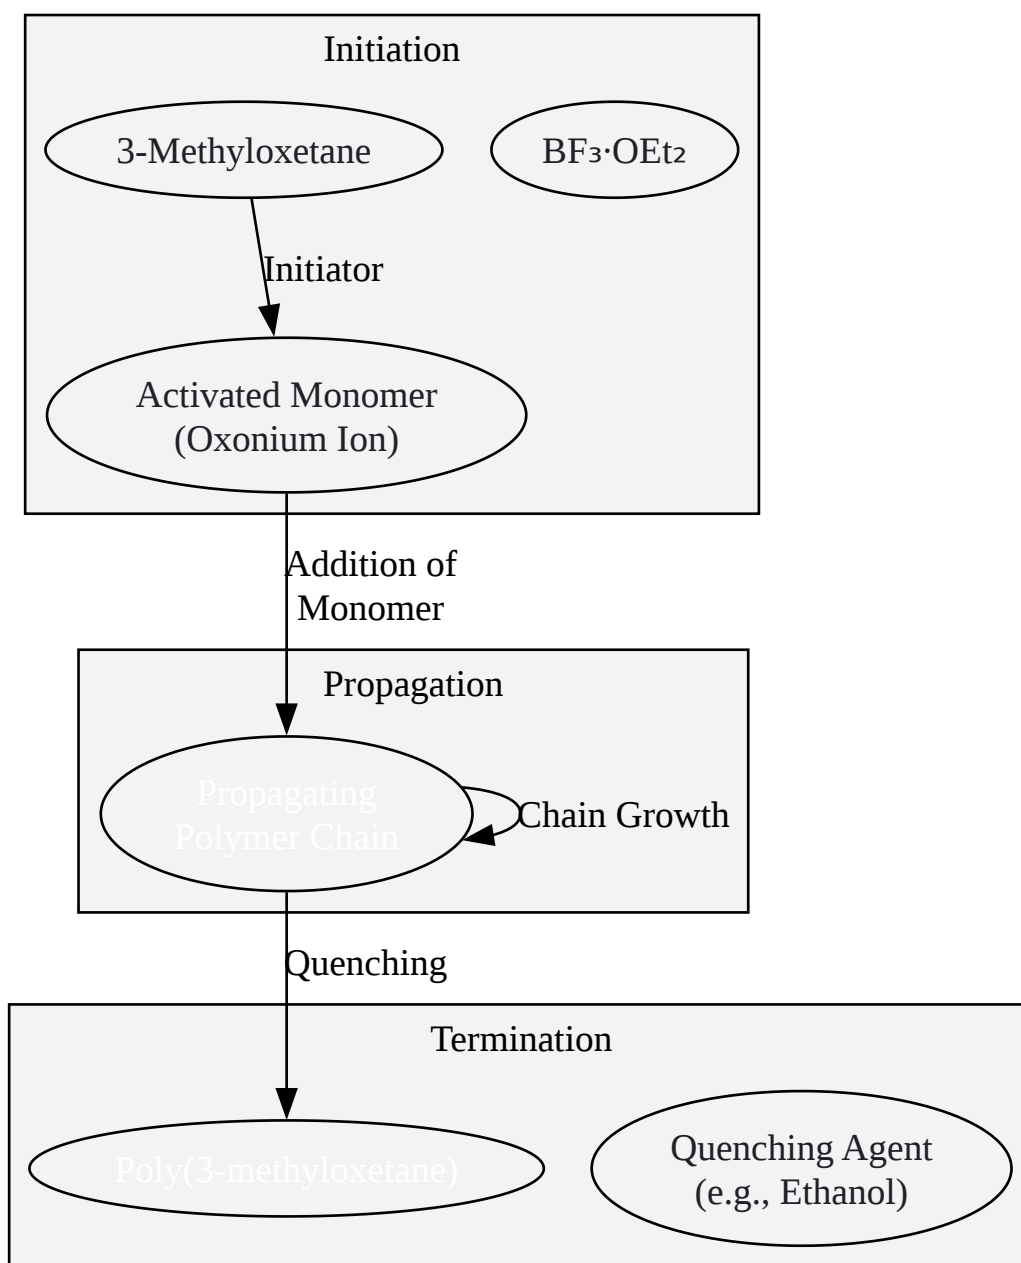 Initiation
3-Methyloxetane
BF₃·OEt₂
Initiator
Activated Monomer
(Oxonium Ion)
Addition of
Monomer
Propagation
Propagating
Polymer Chain
Chain Growth
Quenching
Termination
Poly(3-methyloxetane)
Quenching Agent
(e.g., Ethanol)